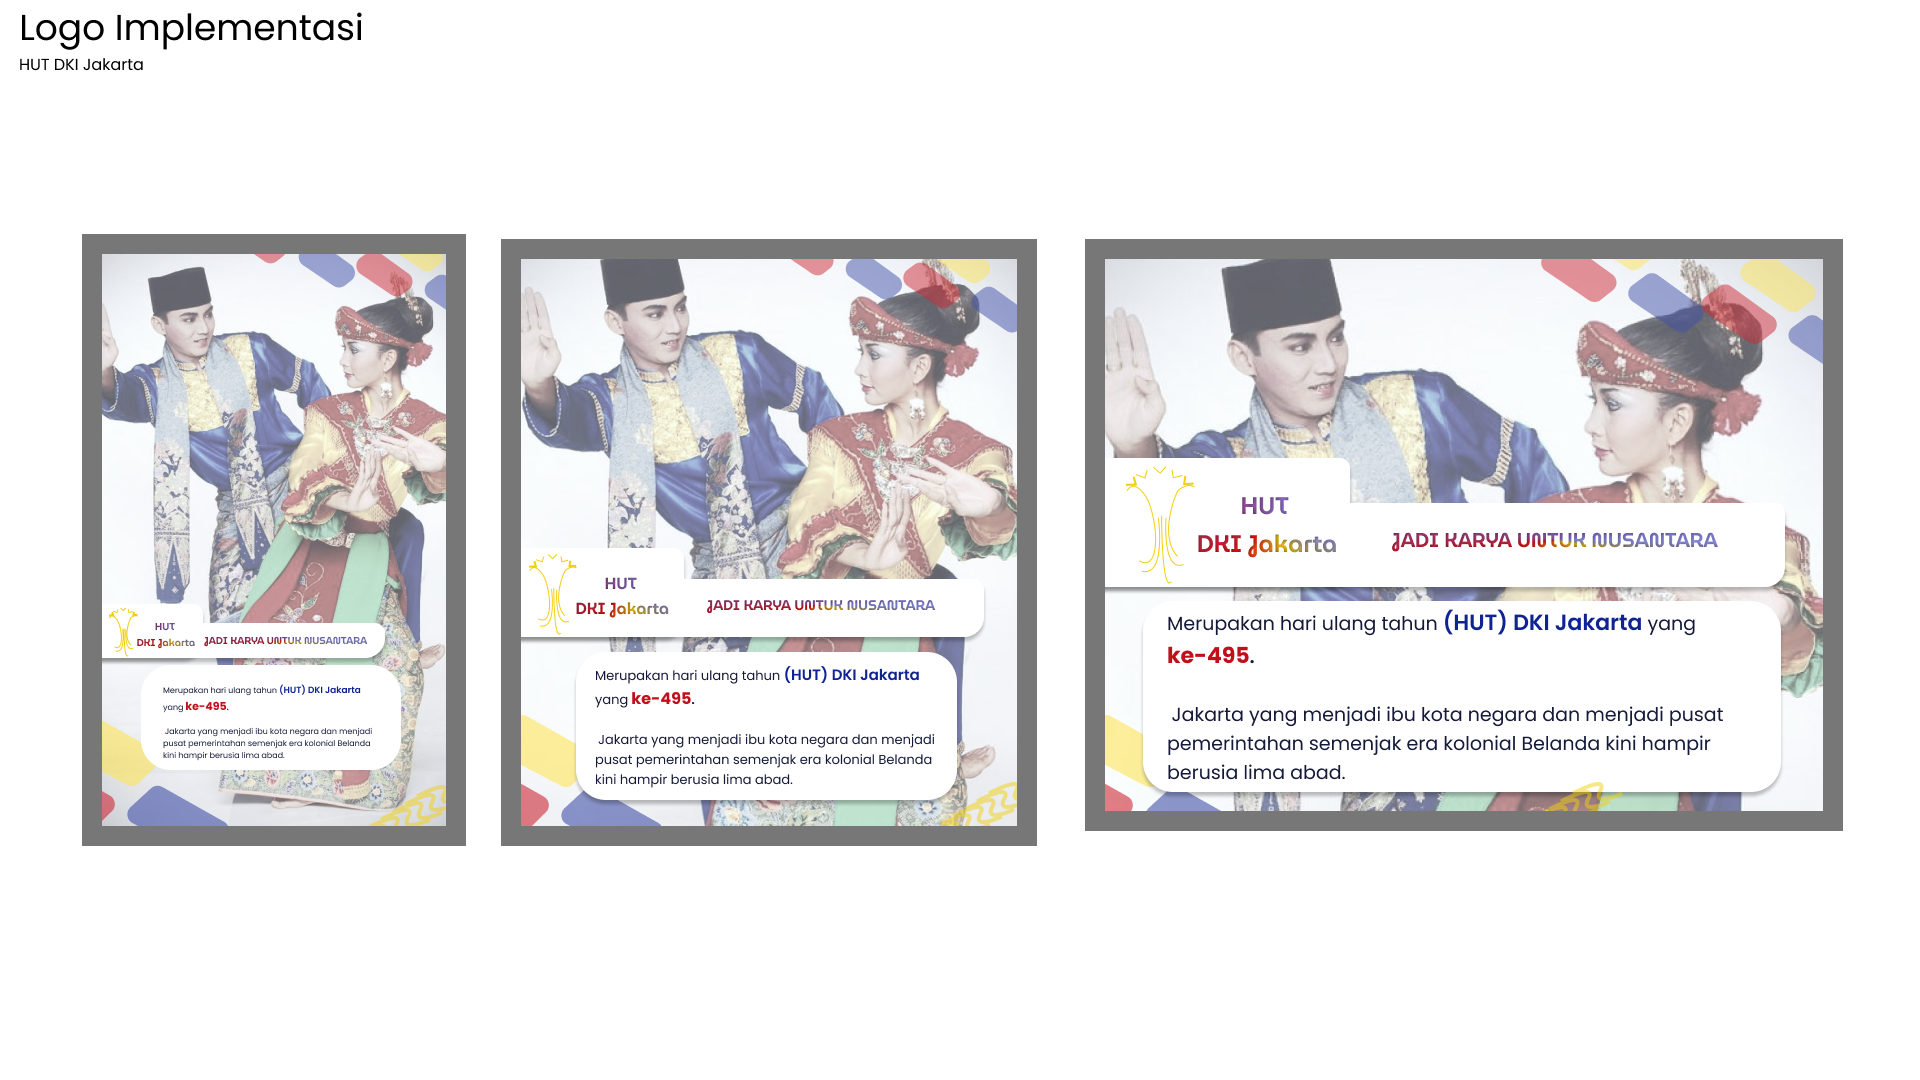 Logo Implementasi
HUT DKI Jakarta
HUT
DKI Jakarta
JADI KARYA UNTUK NUSANTARA
Merupakan hari ulang tahun (HUT) DKI Jakarta
yang ke-495.
Jakarta yang menjadi ibu kota negara dan menjadi
pusat pemerintahan semenjak era kolonial Belanda
kini hampir berusia lima abad.
HUT
DKI Jakarta
JADI KARYA UNTUK NUSANTARA
Merupakan hari ulang tahun (HUT) DKI Jakarta
yang ke-495.
Jakarta yang menjadi ibu kota negara dan menjadi
pusat pemerintahan semenjak era kolonial Belanda
kini hampir berusia lima abad.
HUT
DKI Jakarta
JADI KARYA UNTUK NUSANTARA
Merupakan hari ulang tahun (HUT) DKI Jakarta yang
ke-495.
Jakarta yang menjadi ibu kota negara dan menjadi pusat
pemerintahan semenjak era kolonial Belanda kini hampir
berusia lima abad.